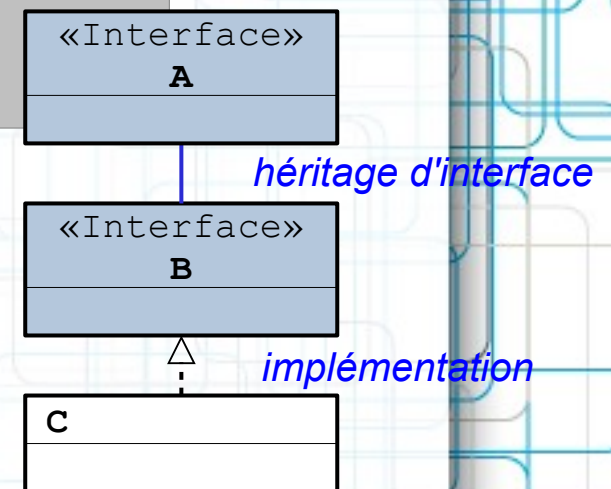 «Interface»
A
héritage d'interface
«Interface»
B
implémentation
C